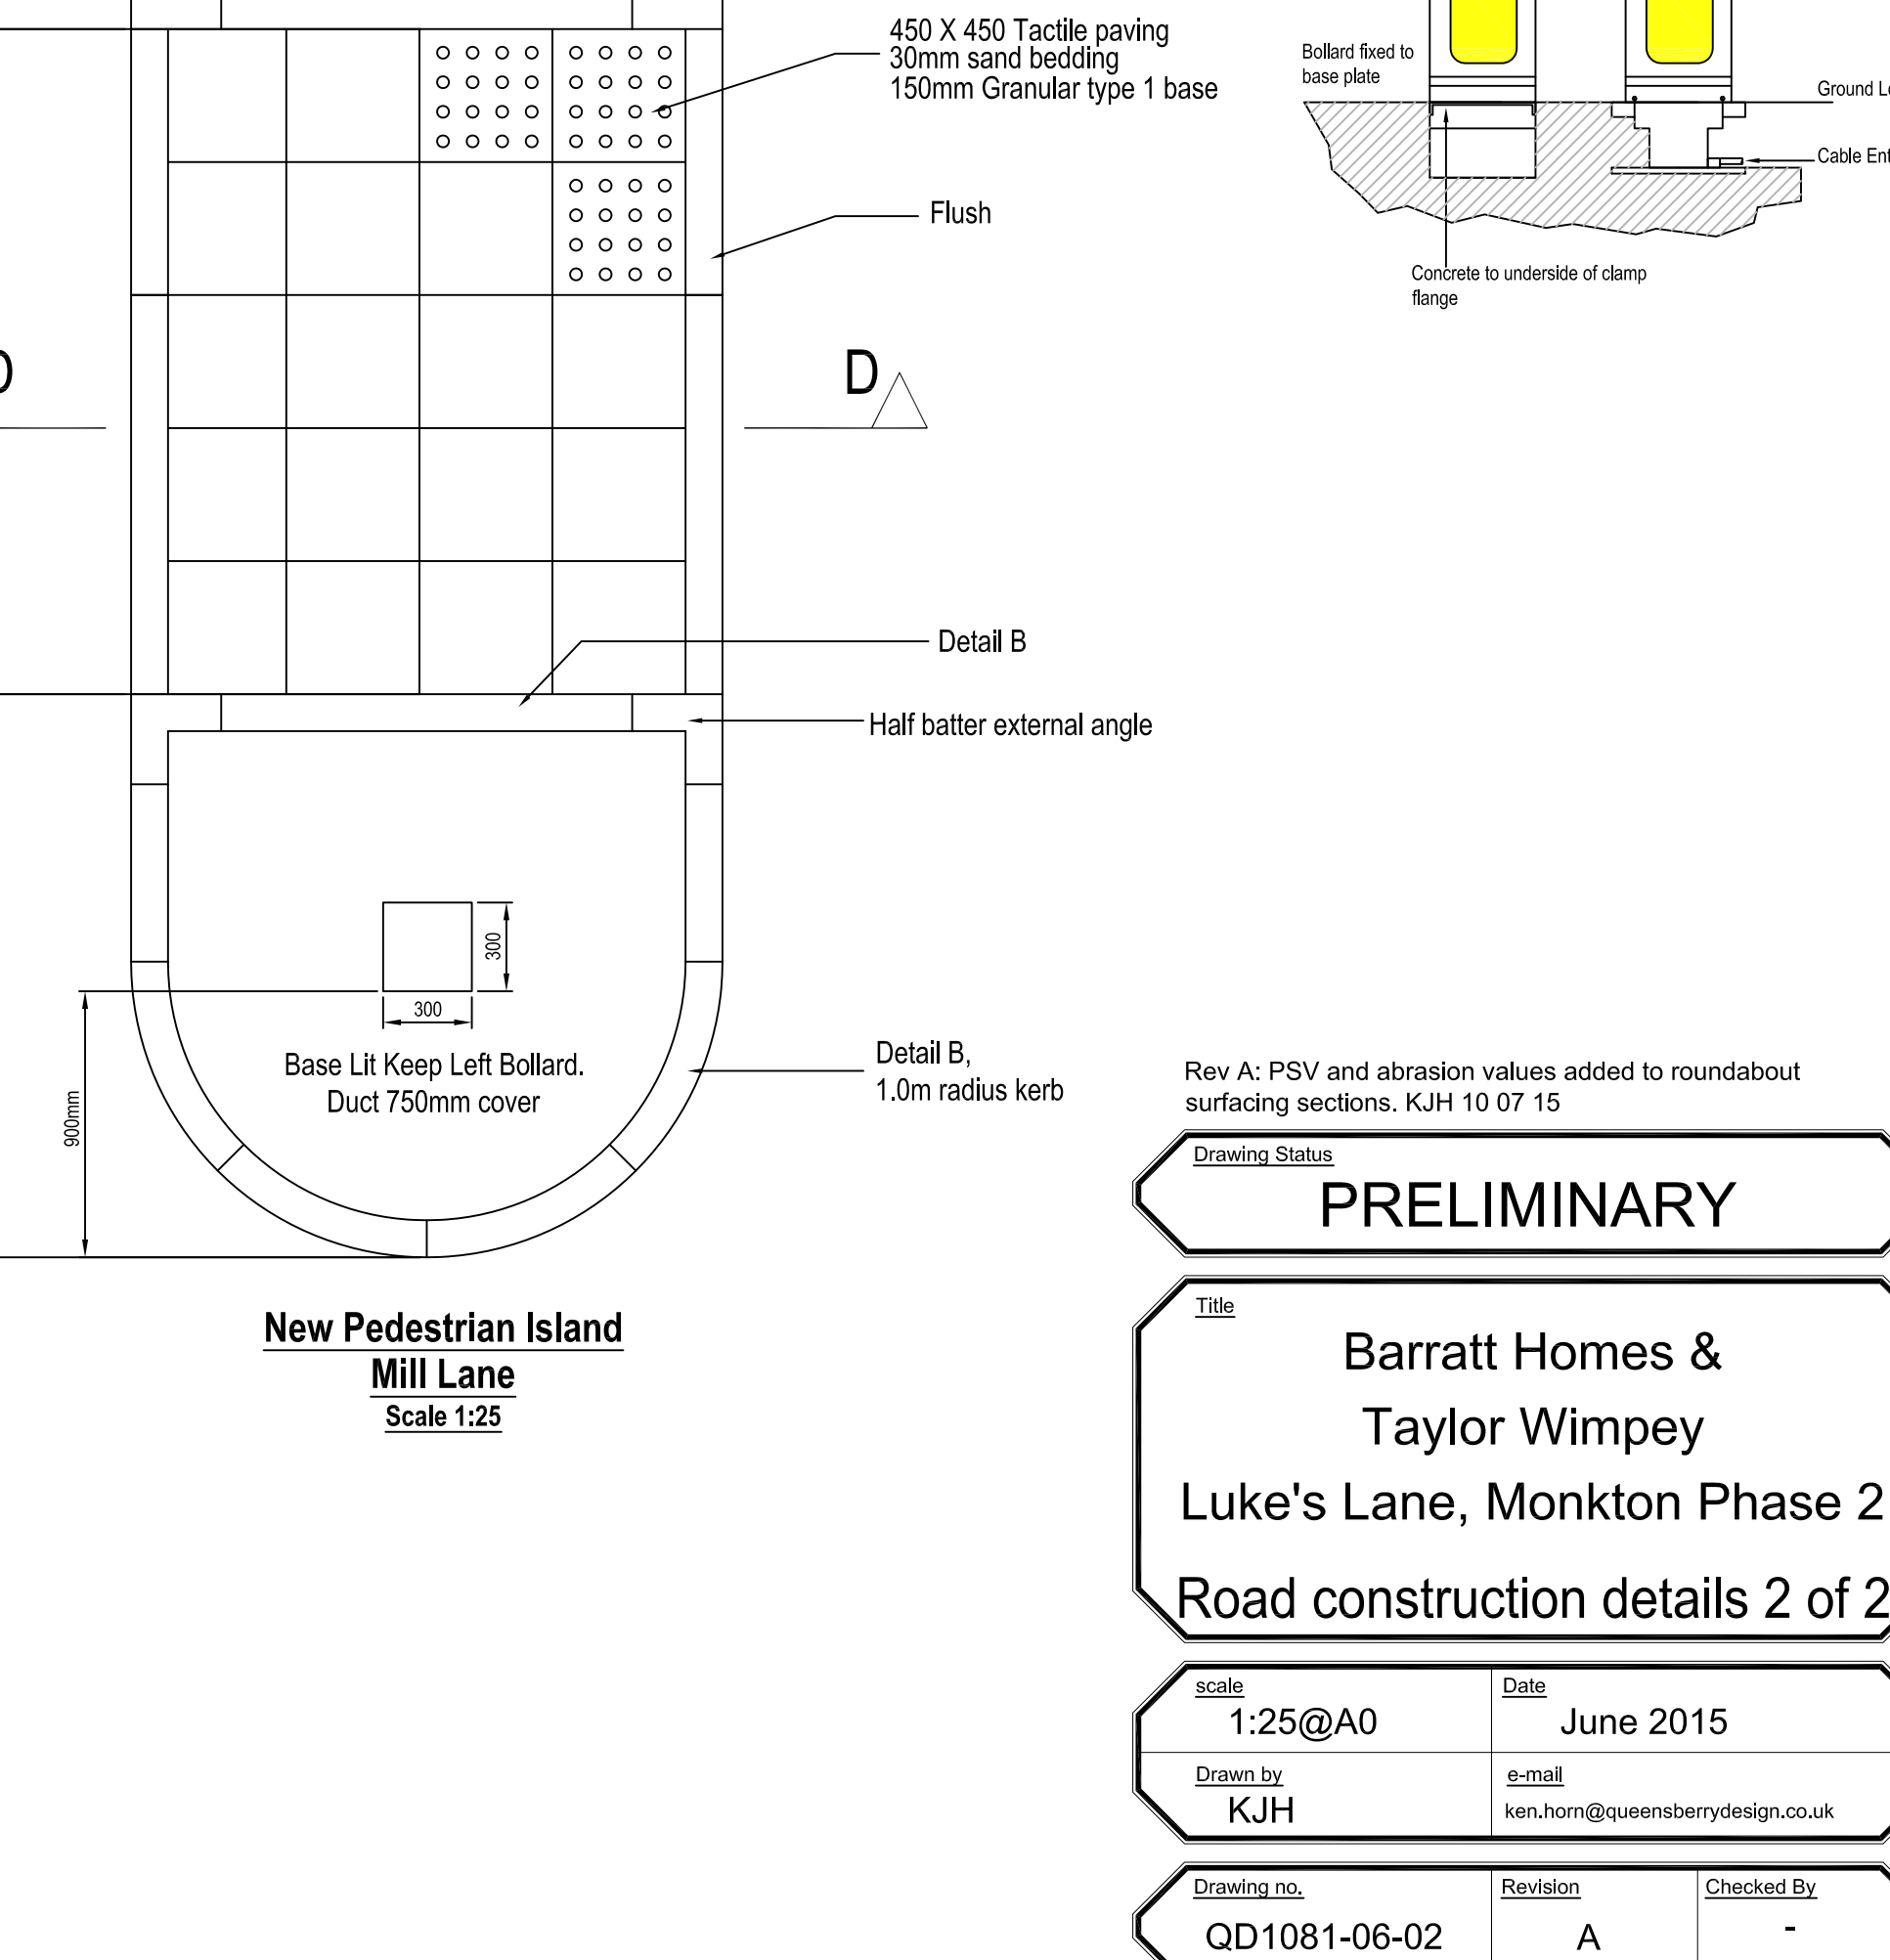 450 X 450 Tactile paving
30mm sand bedding
150mm Granular type 1 base
Bollard fixed to
base plate
Ground
Cable
Flush
Concrete to underside of clamp
flange
D
Detail B
Half batter external angle
300
300
Base Lit Keep Left Bollard.
Duct 750mm cover
900mm
Detail B,
1.0m radius kerb
New Pedestrian Island
Mill Lane
Scale 1:25
Rev A: PSV and abrasion values added to roundabout
surfacing sections. KJH 10 07 15
Drawing Status
PRELIMINARY
Title
Barratt Homes &
Taylor Wimpey
Luke's Lane, Monkton Phase 2
Road construction details 2 of 2
scale
1:25@A0
Date
June 2015
Drawn by
KJH
e-mail
ken.horn@queensberrydesign.co.uk
Drawing no.
QD1081-06-02
Revision
A
Checked By
-